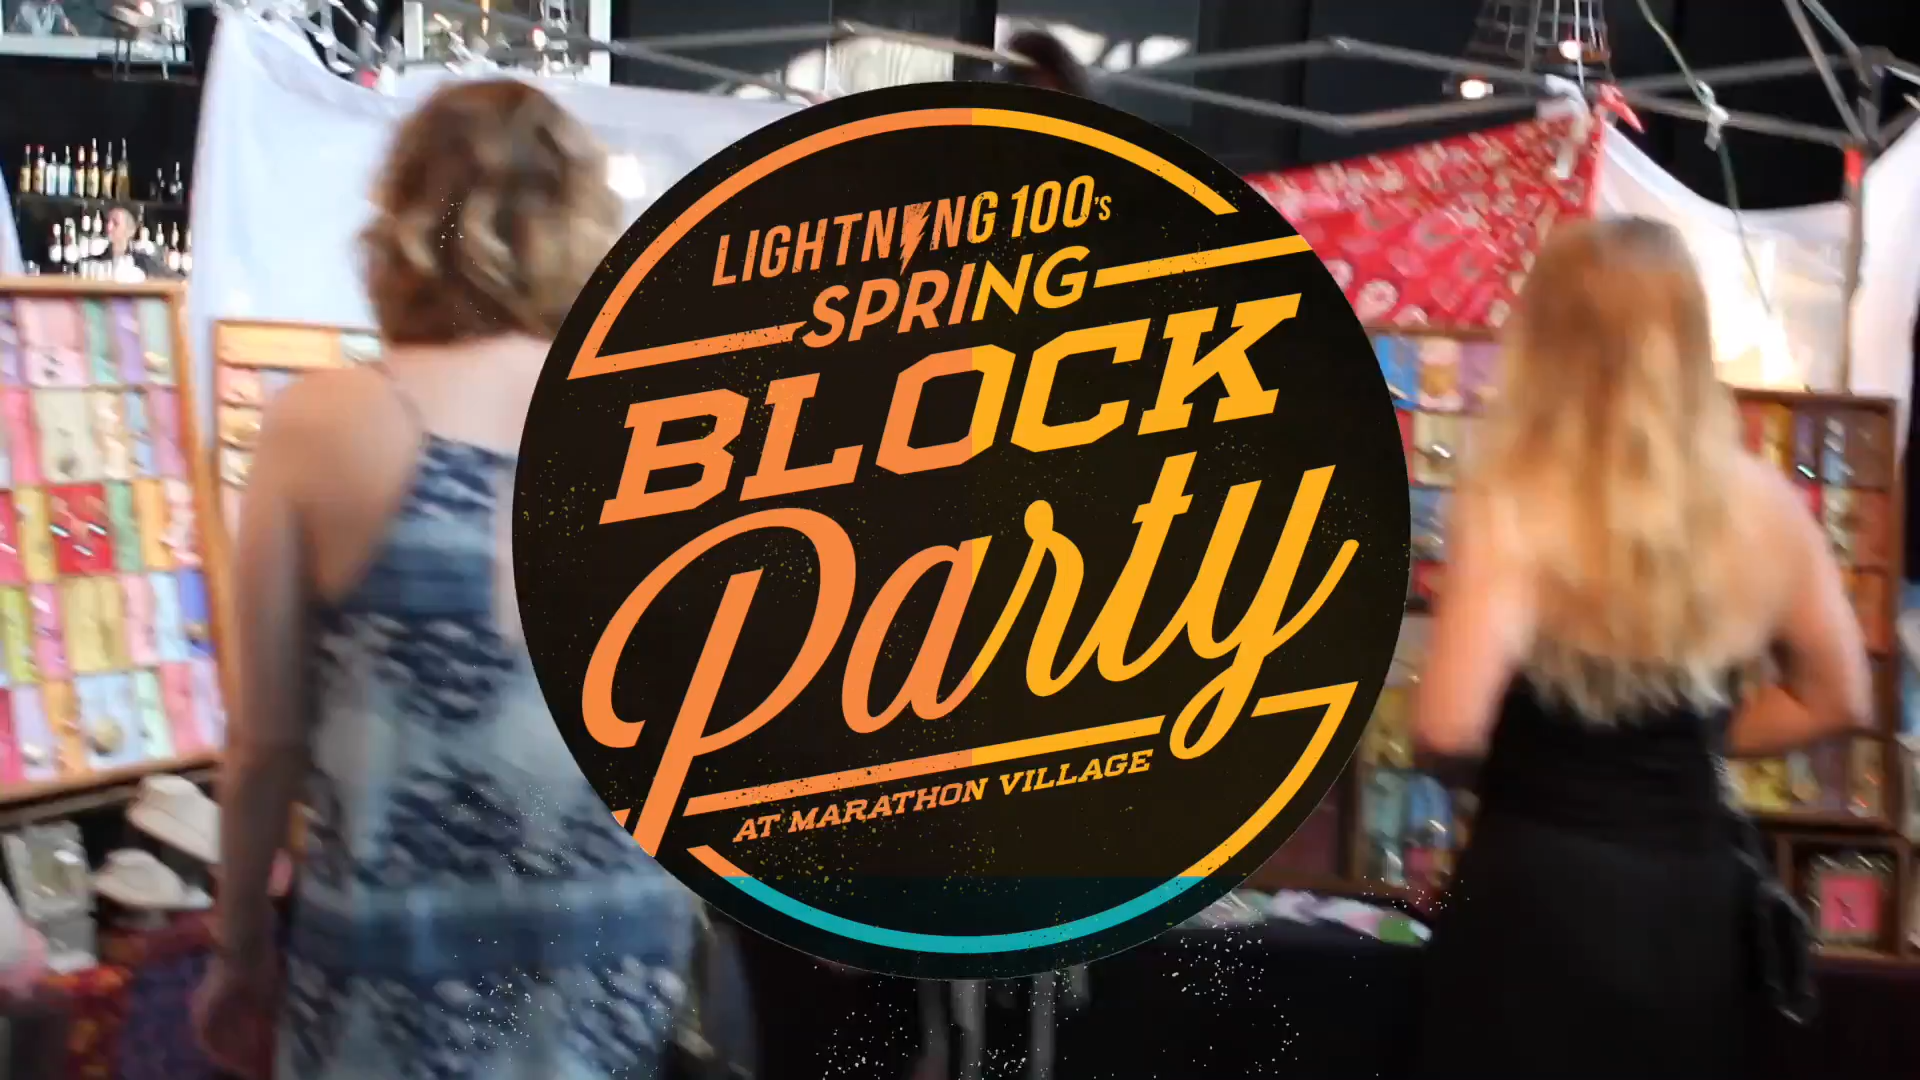 LIGHTNING 100's
SPRING
BLOCK
Party
AT MARATHON VILLAGE